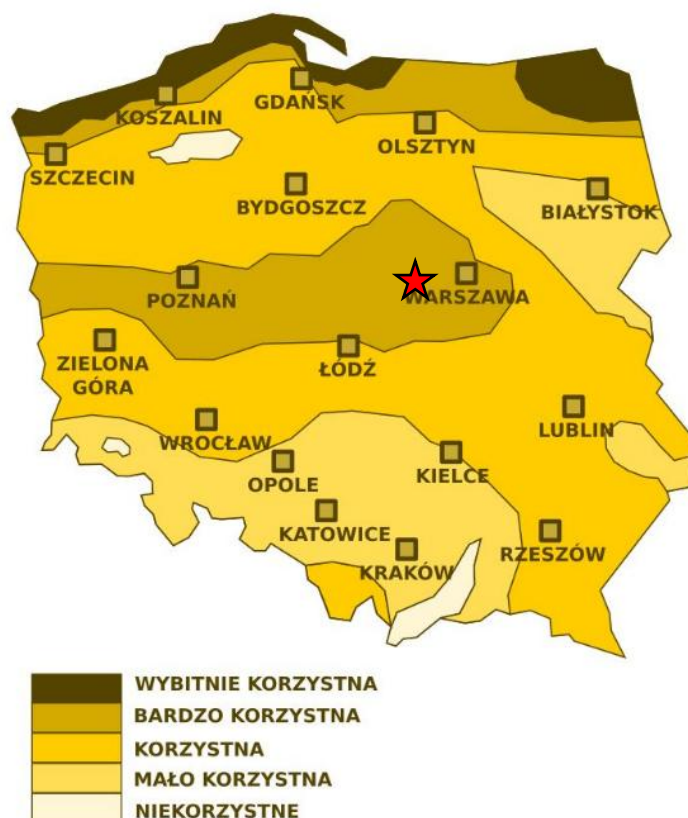 GDAŃSK
KOSZALIN
OLSZTYN
SZCZECIN
BYDGOSZCZ
BIAŁYSTOK
POZNAŃ
WARSZAWA
ZIELONA
GÓRA
ŁÓDŹ
WROCŁAW
LUBLIN
OPOLE
KIELCE
KATOWICE
KRAKÓW
RZESZÓW
WYBITNIE KORZYSTNA
BARDZO KORZYSTNA
KORZYSTNA
MAŁO KORZYSTNA
NIEKORZYSTNE